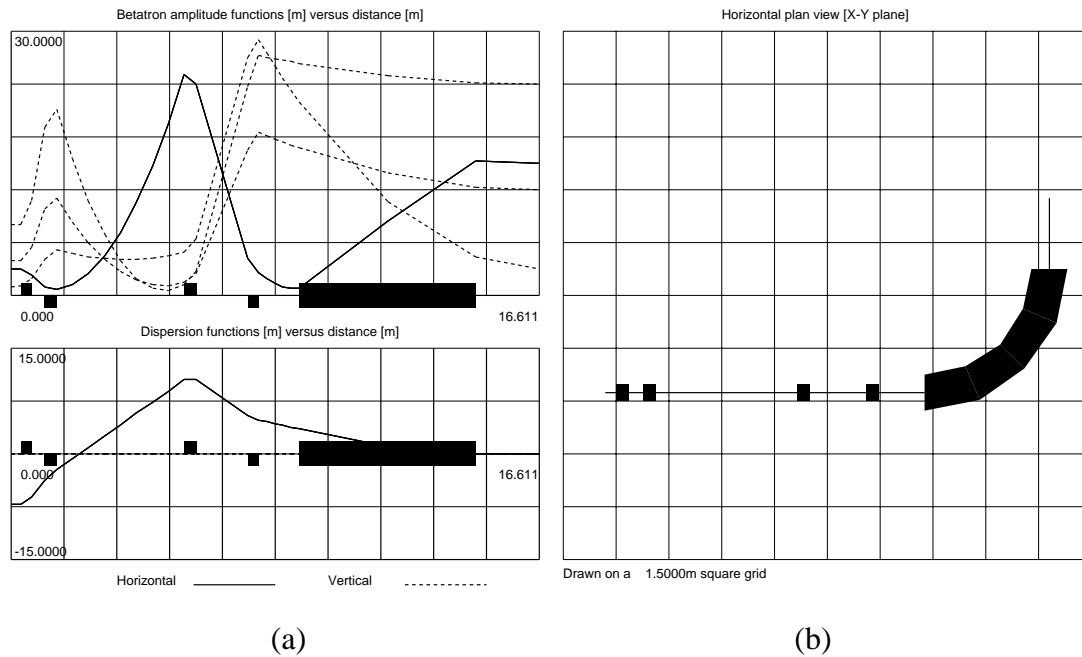 Betatron amplitude functions [m] versus distance [m]
30.0000
0.000
16.611
Dispersion functions [m] versus distance [m]
15.0000
0.000
16.611
-15.0000
Horizontal
Vertical
(a)
Horizontal plan view [X-Y plane]
Drawn on a 1.5000m square grid
(b)